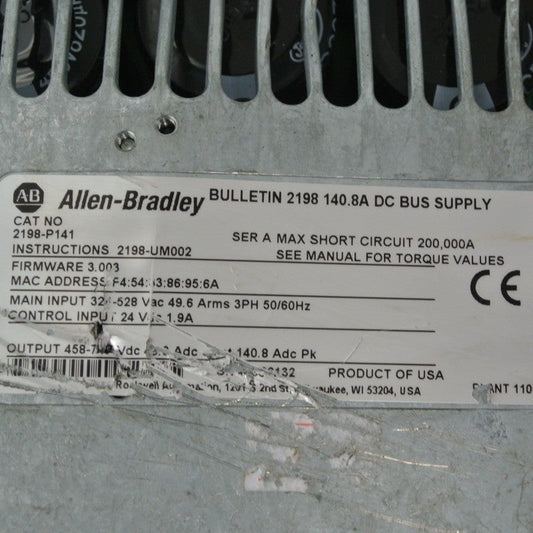 AB Allen-Bradley BULLETIN 2198 140.8A DC BUS SUPPLY
CAT NO
2198-P141 SER A MAX SHORT CIRCUIT 200,000A
INSTRUCTIONS 2198-UM002 SEE MANUAL FOR TORQUE VALUES
FIRMWARE 3.003
MAC ADDRESS
MAIN INPUT Vac 49.6 Arms 3PH 50/60Hz
CONTROL INPUT 24 1.9A
OUTPUT Vdc Adc 140.8 Adc Pk
PRODUCT OF USA
Rockwell Automation, 2nd WI 53204, USA